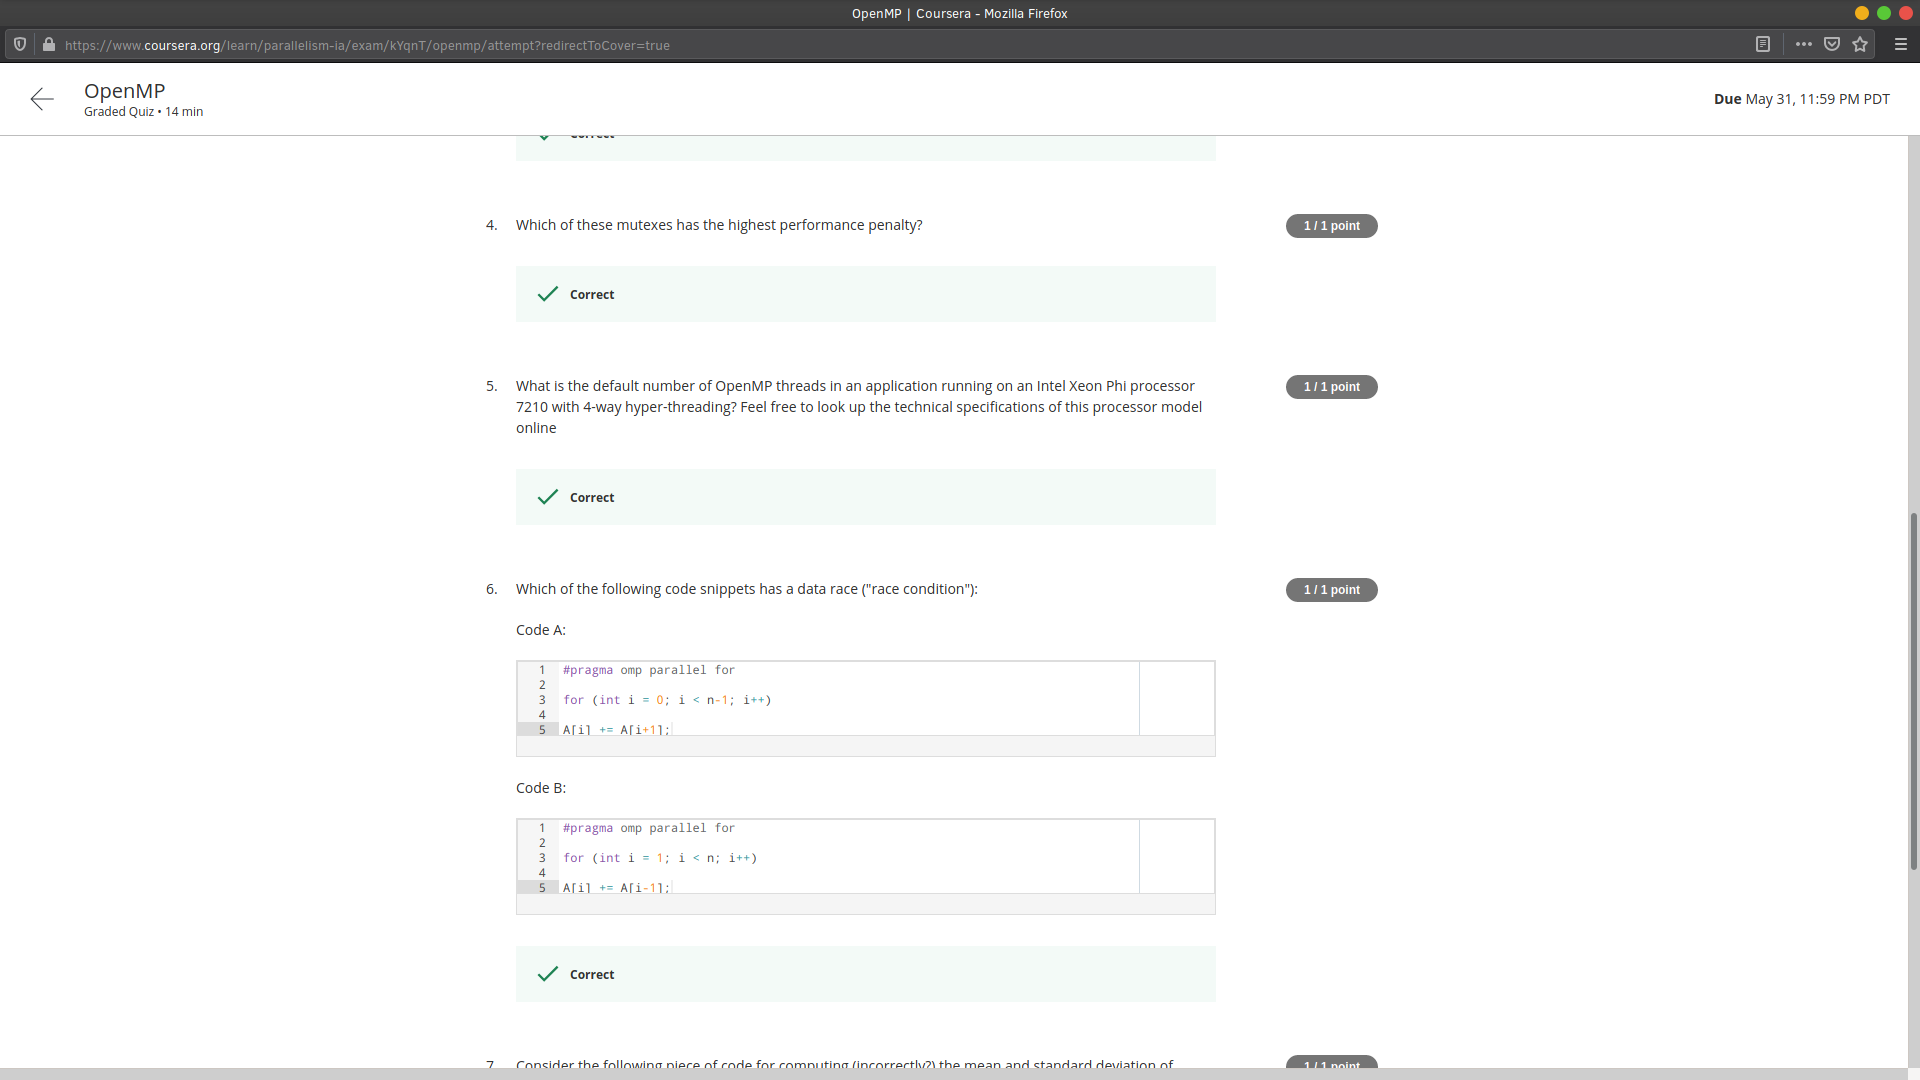 OpenMP | Coursera - Mozilla Firefox
https://www.coursera.org/learn/parallelism-ia/exam/kYqnT/openmp/attempt?redirectToCover=true
OpenMP
Graded Quiz • 14 min
Due May 31, 11:59 PM PDT
Correct
4. Which of these mutexes has the highest performance penalty?
1 / 1 point
Correct
5. What is the default number of OpenMP threads in an application running on an Intel Xeon Phi processor
1 / 1 point
7210 with 4-way hyper-threading? Feel free to look up the technical specifications of this processor model
online
Correct
6. Which of the following code snippets has a data race ("race condition"):
1 / 1 point
Code A:
1 #pragma omp parallel for
2
3 for (int i = 0; i < n-1; i++)
4
5 A[i] += A[i+1];
Code B:
1 #pragma omp parallel for
2
3 for (int i = 1; i < n; i++)
4
5 A[i] += A[i-1];
Correct
7. Consider the following piece of code for computing (incorrectly?) the mean and standard deviation of
1 / 1 point